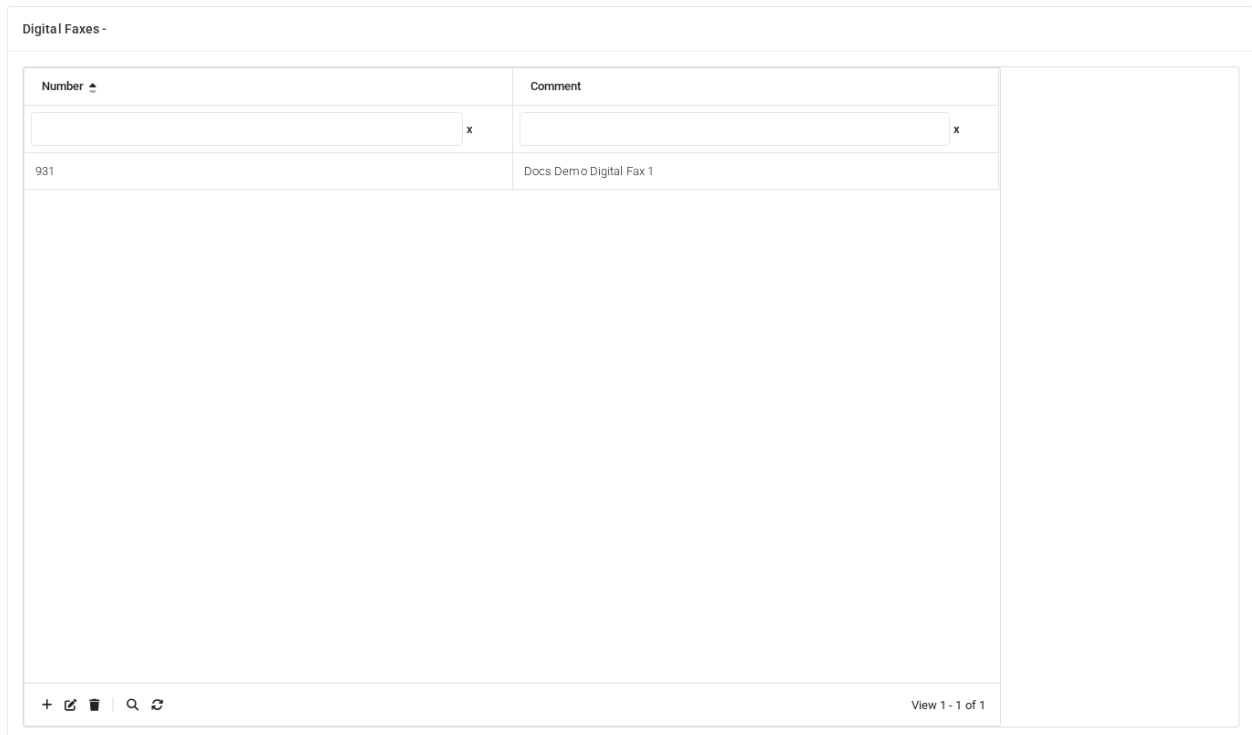 Digital Faxes -
Number Comment
x x
931 Docs Demo Digital Fax 1
View 1 - 1 of 1